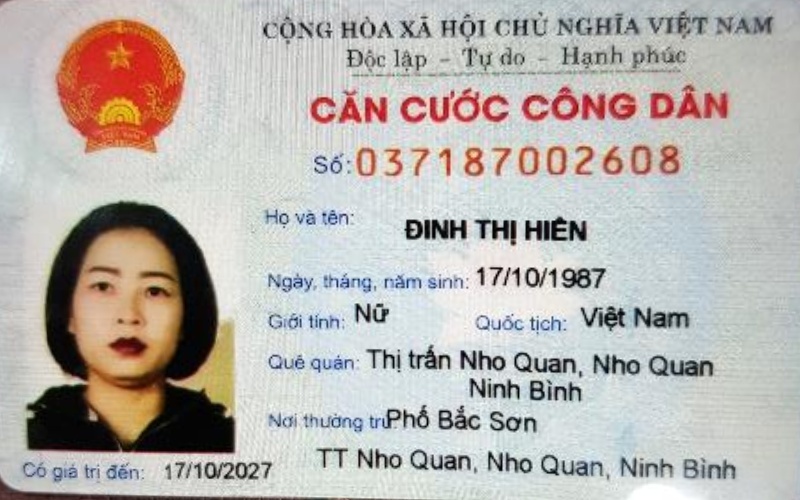 CỘNG HÒA XÃ HỘI CHỦ NGHĨA VIỆT NAM
Độc lập - Tự do - Hạnh phúc
CĂN CƯỚC CÔNG DÂN
Số: 037187002608
Họ và tên: ĐINH THỊ HIÊN
Ngày, tháng, năm sinh: 17/10/1987
Giới tính: Nữ Quốc tịch: Việt Nam
Quê quán: Thị trấn Nho Quan, Nho Quan
Ninh Bình
Nơi thường trú: Phố Bắc Sơn
TT Nho Quan, Nho Quan, Ninh Bình
Có giá trị đến: 17/10/2027
VIỆT NAM